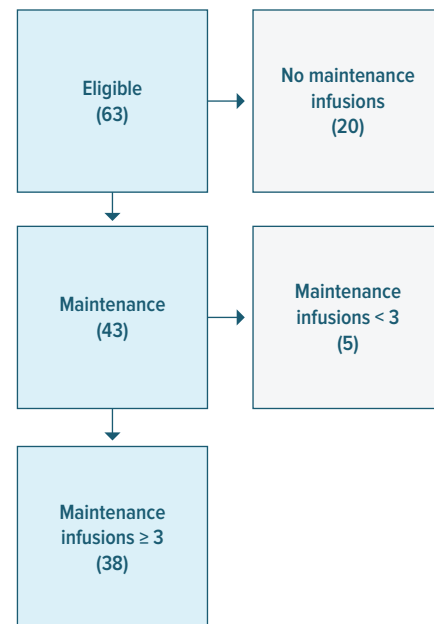 Eligible
(63)
No maintenance
infusions
(20)
Maintenance
(43)
Maintenance
infusions < 3
(5)
Maintenance
infusions ≥ 3
(38)